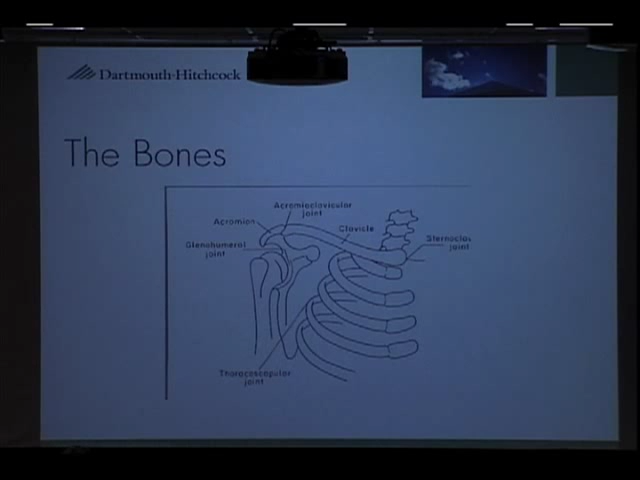 Dartmouth-Hitchcock
The Bones
Acromioclavicular
joint
Acromion
Clavicle
Glenohumeral
joint
joint
Thoracoscapular
joint